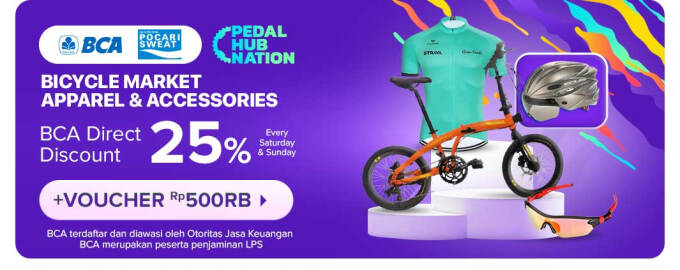 BCA
POCARI
SWEAT
PEDAL
HUB
NATION
BICYCLE MARKET
APPAREL & ACCESSORIES
BCA Direct
Discount
25%
Every
Saturday
& Sunday
+VOUCHER Rp500RB
BCA terdaftar dan diawasi oleh Otoritas Jasa Keuangan
BCA merupakan peserta penjaminan LPS